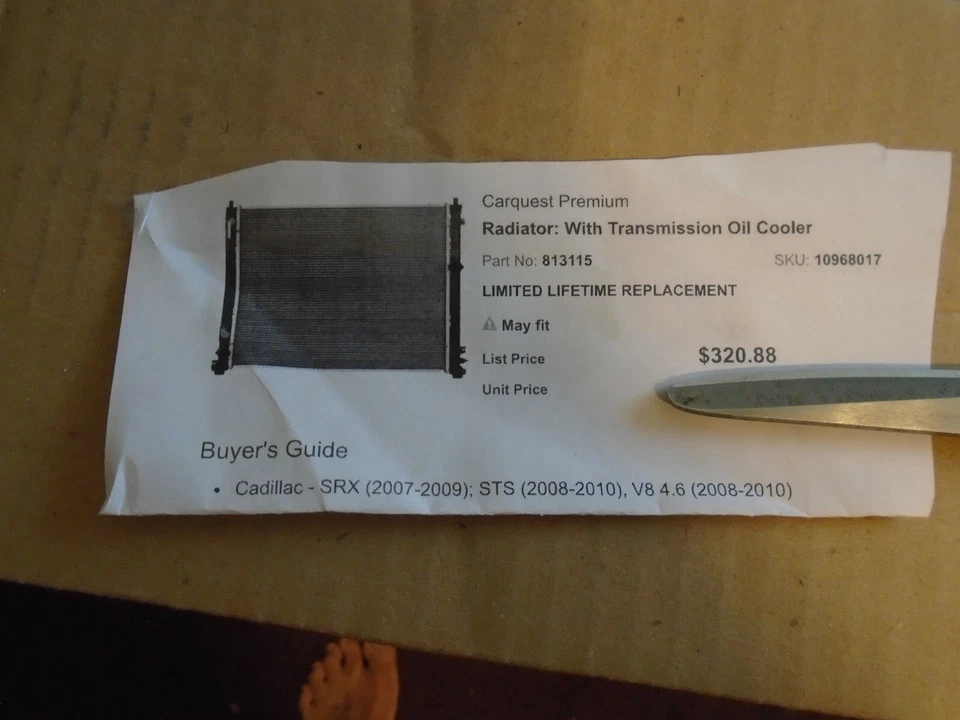 Carquest Premium
Radiator: With Transmission Oil Cooler
Part No: 813115 SKU: 10968017
LIMITED LIFETIME REPLACEMENT
May fit
List Price $320.88
Unit Price
Buyer's Guide
• Cadillac - SRX (2007-2009); STS (2008-2010), V8 4.6 (2008-2010)